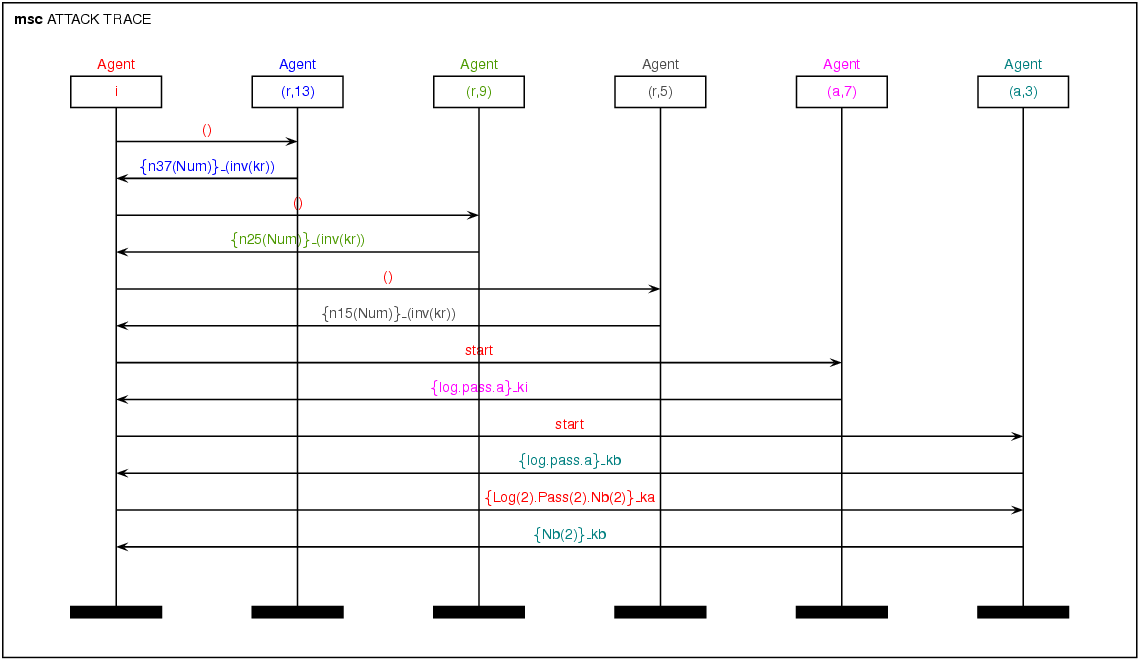 msc ATTACK TRACE
Agent Agent Agent Agent Agent Agent
i (r,13) (r,9) (r,5) (a,7) (a,3)
()
{n37(Num)}_(inv(kr))
()
{n25(Num)}_(inv(kr))
()
{n15(Num)}_(inv(kr))
start
{log.pass.a}_ki
start
{log.pass.a}_kb
{Log(2).Pass(2).Nb(2)}_ka
{Nb(2)}_kb